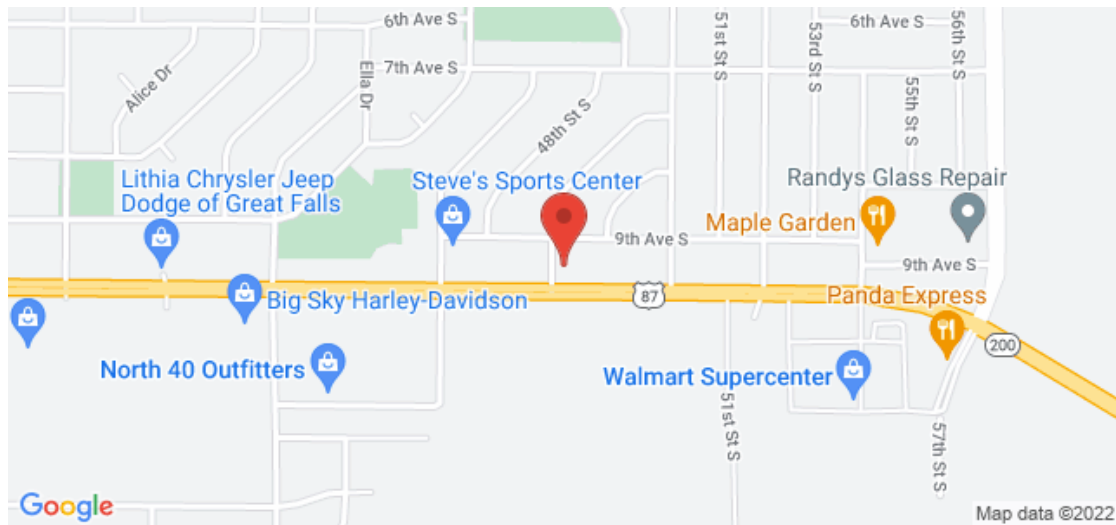 6th Ave S
6th Ave S
7th Ave S
Alice Dr
Ella Dr
48th St S
51st St S
53rd St S
55th St S
56th St S
Lithia Chrysler Jeep
Dodge of Great Falls
Steve's Sports Center
Randys Glass Repair
Maple Garden
9th Ave S
9th Ave S
Big Sky Harley-Davidson
87
Panda Express
200
North 40 Outfitters
Walmart Supercenter
51st St S
57th St S
Google
Map data ©2022